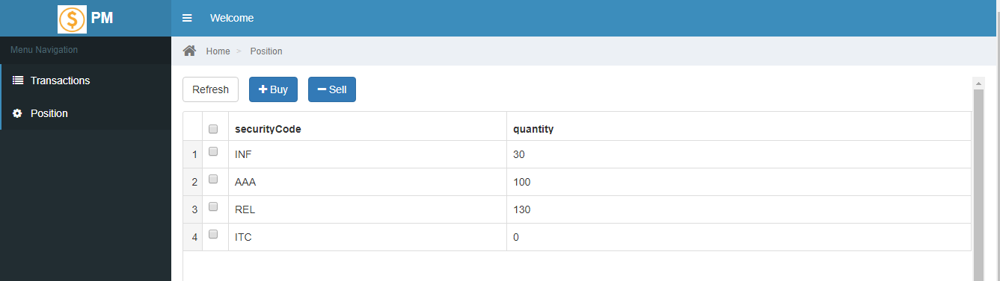 $ PM
Welcome
Menu Navigation
Home > Position
Transactions
Position
Refresh
+ Buy
− Sell
securityCode quantity
1 INF 30
2 AAA 100
3 REL 130
4 ITC 0